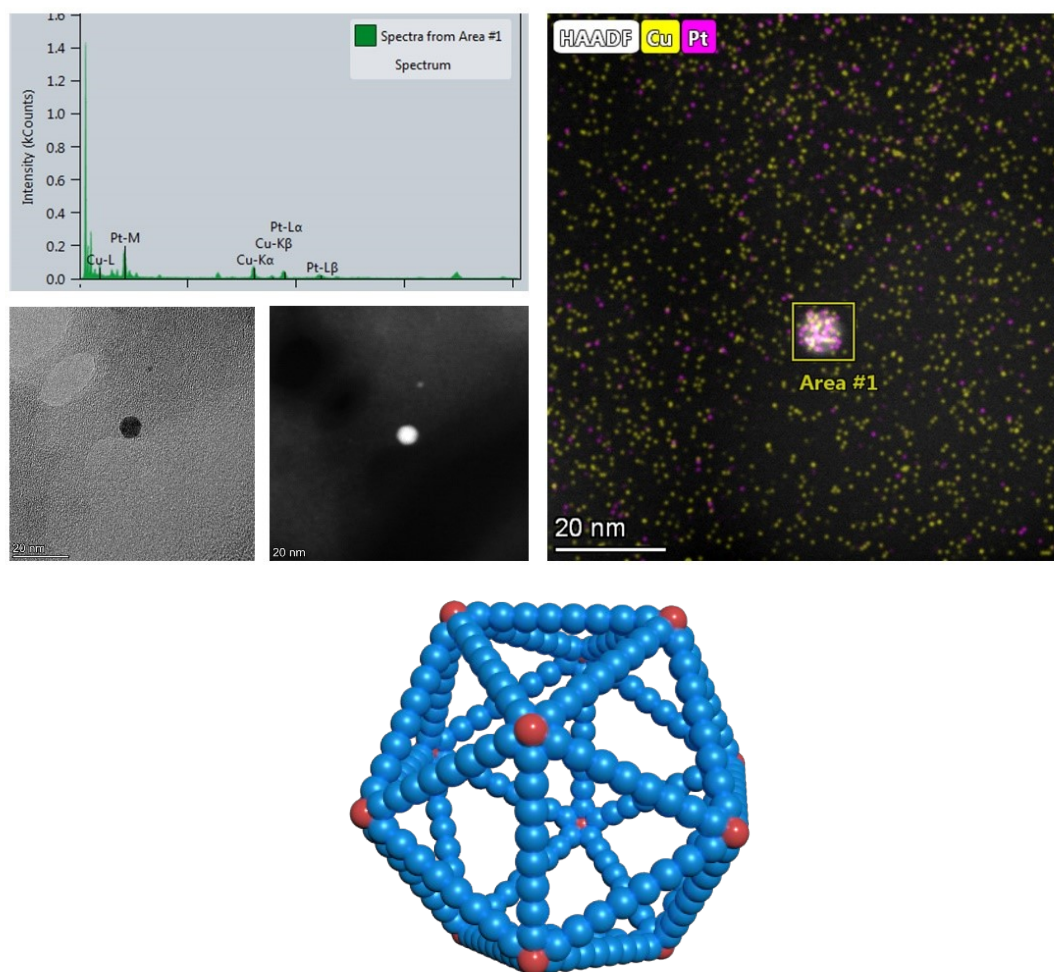 1.6
1.4
1.2
1.0
0.8
0.6
0.4
0.2
0.0
Intensity (kCounts)
Spectra from Area #1
Spectrum
Cu-L
Pt-M
Pt-Lα
Cu-Kβ
Cu-Kα
Pt-Lβ
HAADF Cu Pt
Area #1
20 nm
20 nm
20 nm